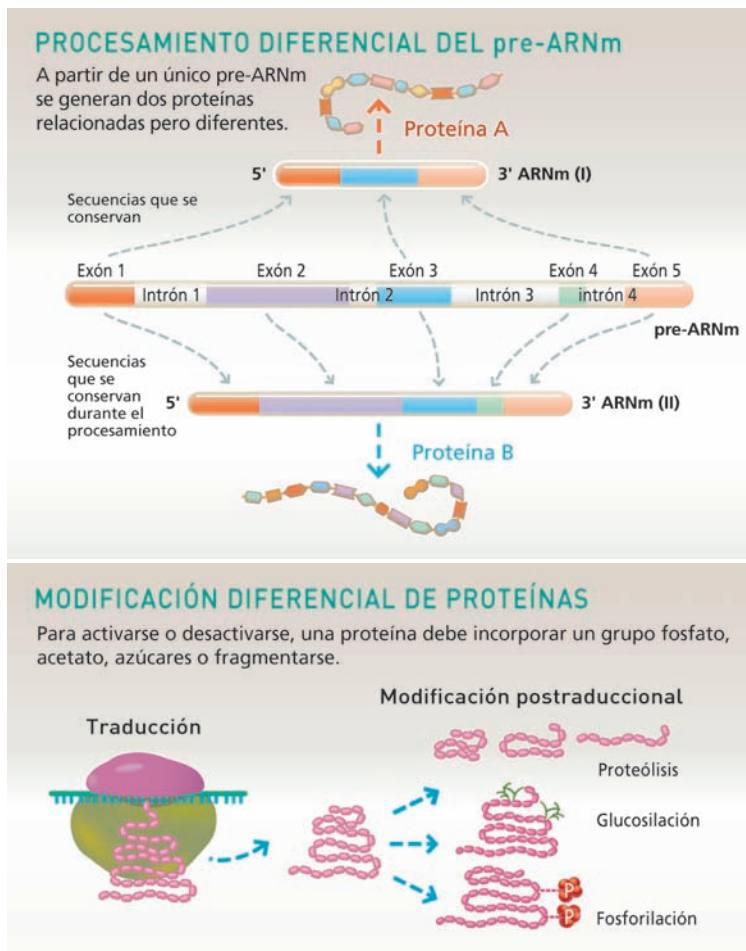 PROCESAMIENTO DIFERENCIAL DEL pre-ARNm
A partir de un único pre-ARNm
se generan dos proteínas
relacionadas pero diferentes.
Proteína A
5' 3' ARNm (I)
Secuencias que se
conservan
Exón 1 Exón 2 Exón 3 Exón 4 Exón 5
Intrón 1 Intrón 2 Intrón 3 intrón 4
pre-ARNm
Secuencias
que se
conservan
durante el
procesamiento
5' 3' ARNm (II)
Proteína B
MODIFICACIÓN DIFERENCIAL DE PROTEÍNAS
Para activarse o desactivarse, una proteína debe incorporar un grupo fosfato,
acetato, azúcares o fragmentarse.
Traducción
Modificación postraduccional
Proteólisis
Glucosilación
P
P
Fosforilación